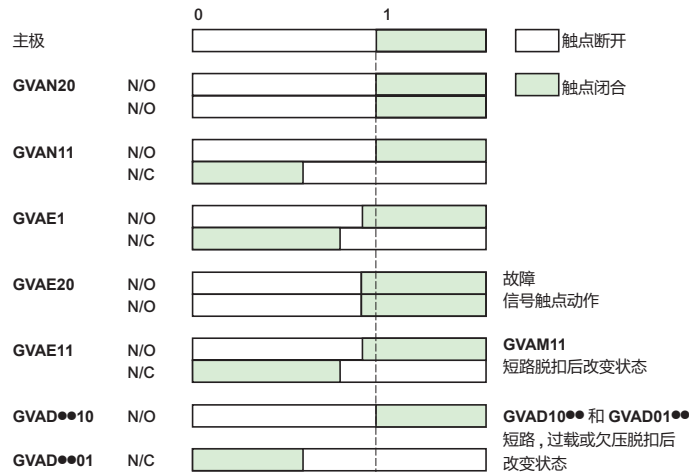 0 1
主极
触点断开
GVAN20 N/O
触点闭合
N/O
GVAN11 N/O
N/C
GVAE1 N/O
N/C
GVAE20 N/O
故障
N/O
信号触点动作
GVAE11 N/O
GVAM11
N/C
短路脱扣后改变状态
GVAD●●10 N/O
GVAD10●● 和 GVAD01●●
短路 , 过载或欠压脱扣后
GVAD●●01 N/C
改变状态